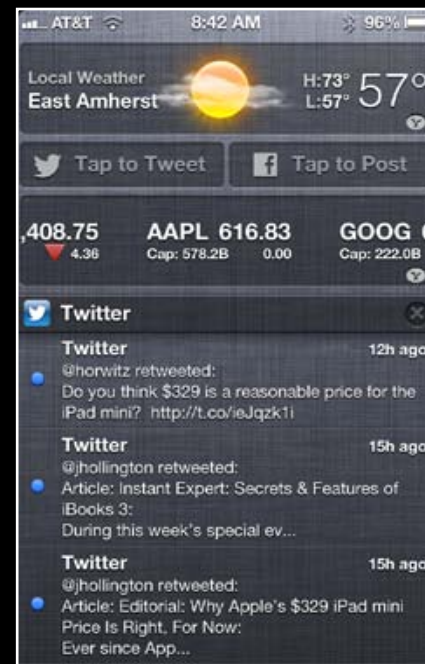 AT&T 8:42 AM 96%
Local Weather
East Amherst
H:73°
L:57°
57°
Tap to Tweet
Tap to Post
,408.75 AAPL 616.83 GOOG
4.36 Cap: 578.2B 0.00 Cap: 222.0B
Twitter
Twitter 12h ago
@horwitz retweeted:
Do you think $329 is a reasonable price for the
iPad mini? http://t.co/ieJqzk1i
Twitter 15h ago
@jhollington retweeted:
Article: Instant Expert: Secrets & Features of
iBooks 3:
During this week's special ev...
Twitter 15h ago
@jhollington retweeted:
Article: Editorial: Why Apple's $329 iPad mini
Price Is Right, For Now:
Ever since App...